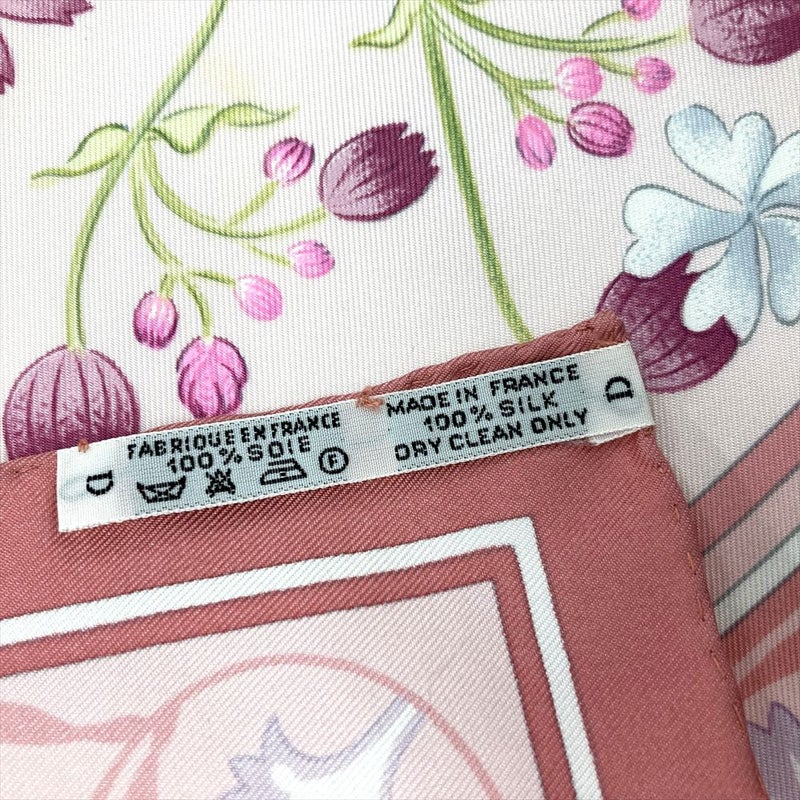 FABRIQUE EN FRANCE
100% SOIE
D
F
MADE IN FRANCE
100% SILK
DRY CLEAN ONLY
D